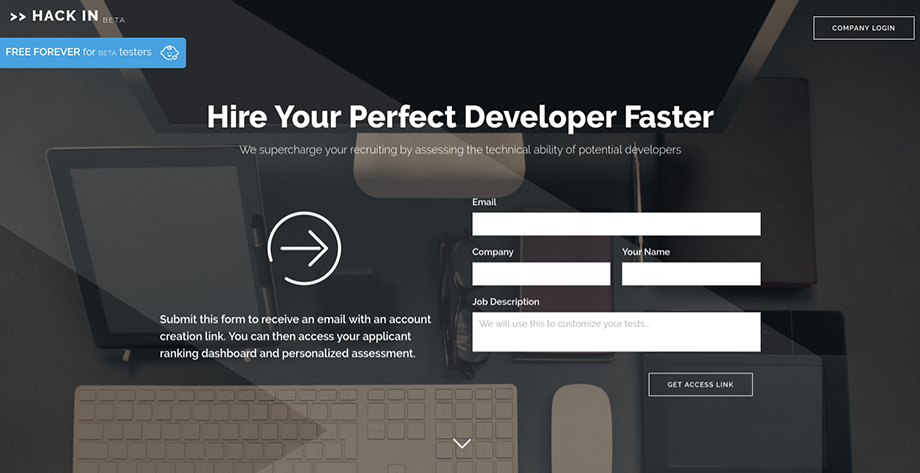 >> HACK IN BETA
COMPANY LOGIN
FREE FOREVER for BETA testers
Hire Your Perfect Developer Faster
We supercharge your recruiting by assessing the technical ability of potential developers
Email
Company
Your Name
Job Description
We will use this to customize your tests...
Submit this form to receive an email with an account
creation link. You can then access your applicant
ranking dashboard and personalized assessment.
GET ACCESS LINK